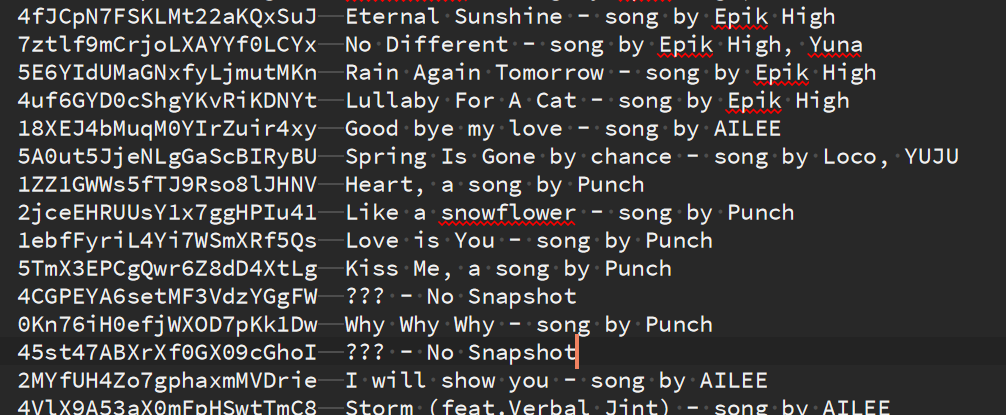 4fJCpN7FSKLMt22aKQxSuJ Eternal Sunshine - song by Epik High
7ztlf9mCrjoLXAYYf0LCYx No Different - song by Epik High, Yuna
5E6YIdUMaGNxfyLjmutMKn Rain Again Tomorrow - song by Epik High
4uf6GYD0cShgYKvRiKDNYt Lullaby For A Cat - song by Epik High
18XEJ4bMuqM0YIrZuir4xy Good bye my love - song by AILEE
5A0ut5JjeNLgGaScBIRyBU Spring Is Gone by chance - song by Loco, YUJU
1ZZ1GWWs5fTJ9Rso8lJHNV Heart, a song by Punch
2jceEHRUUsY1x7ggHPIu41 Like a snowflower - song by Punch
1ebfFyriL4Yi7WSmXRf5Qs Love is You - song by Punch
5TmX3EPCgQwr6Z8dD4XtLg Kiss Me, a song by Punch
4CGPEYA6setMF3VdzYGgFW ??? - No Snapshot
0Kn76iH0efjWXOD7pKk1Dw Why Why Why - song by Punch
45st47ABXrXf0GX09cGhoI ??? - No Snapshot
2MYfUH4Zo7gphaxmMVDrie I will show you - song by AILEE
4VlX9A53aX0mFpHSwtTmC8 Storm (feat.Verbal Jint) - song by AILEE